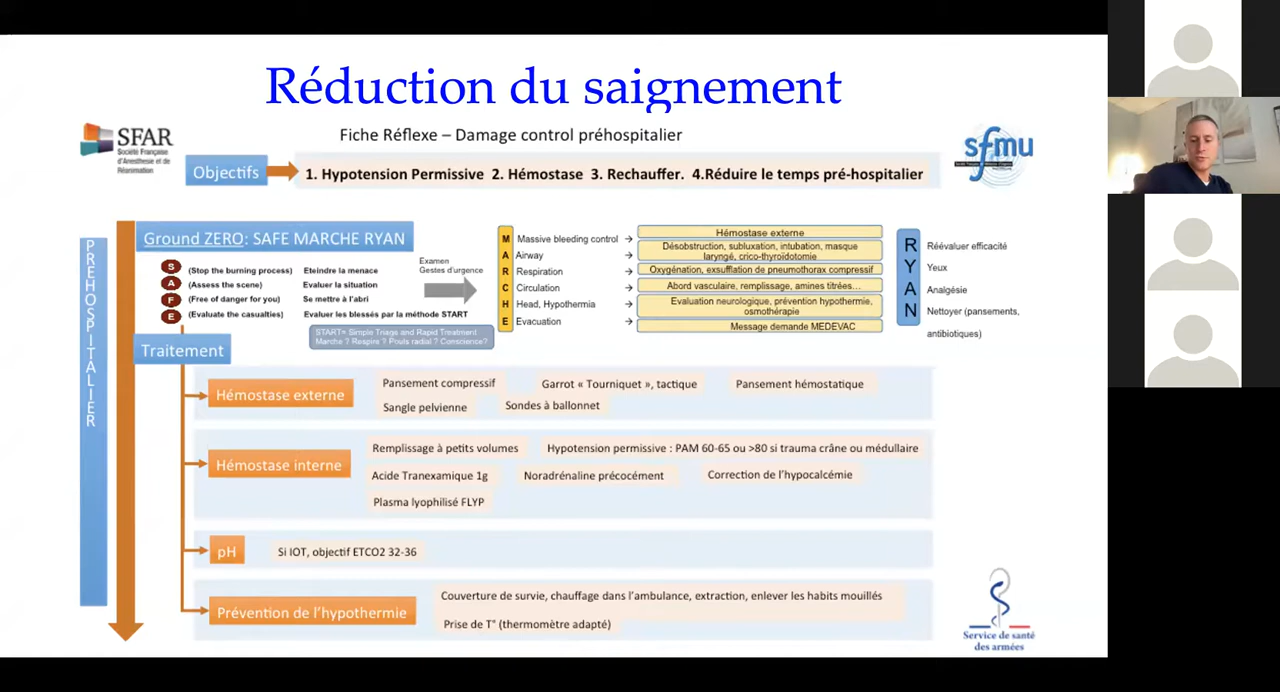 Réduction du saignement
SFAR
Société Française
d'Anesthésie et de
Réanimation
Fiche Réflexe – Damage control préhospitalier
sfmu
Objectifs
1. Hypotension Permissive 2. Hémostase 3. Rechauffer. 4.Réduire le temps pré-hospitalier
PREHOSPITALIER
Ground ZERO: SAFE MARCHE RYAN
S (Stop the burning process) Eteindre la menace
A (Assess the scene) Evaluer la situation
F (Free of danger for you) Se mettre à l'abri
E (Evaluate the casualties) Evaluer les blessés par la méthode START
START= Simple Triage and Rapid Treatment
Marche ? Respire ? Pouls radial ? Conscience?
Examen
Gestes d'urgence
M Massive bleeding control → Hémostase externe
A Airway → Désobstruction, subluxation, intubation, masque
laryngé, crico-thyroïdotomie
R Respiration → Oxygénation, exsufflation de pneumothorax compressif
C Circulation → Abord vasculaire, remplissage, amines titrées…
H Head, Hypothermia → Evaluation neurologique, prévention hypothermie,
osmothérapie
E Evacuation → Message demande MEDEVAC
R Réévaluer efficacité
Y Yeux
A Analgésie
N Nettoyer (pansements,
antibiotiques)
Traitement
Hémostase externe
Pansement compressif Garrot « Tourniquet », tactique Pansement hémostatique
Sangle pelvienne Sondes à ballonnet
Hémostase interne
Remplissage à petits volumes Hypotension permissive : PAM 60-65 ou >80 si trauma crâne ou médullaire
Acide Tranexamique 1g Noradrénaline précocément Correction de l'hypocalcémie
Plasma lyophilisé FLYP
pH
Si IOT, objectif ETCO2 32-36
Prévention de l'hypothermie
Couverture de survie, chauffage dans l'ambulance, extraction, enlever les habits mouillés
Prise de T° (thermomètre adapté)
Service de santé
des armées